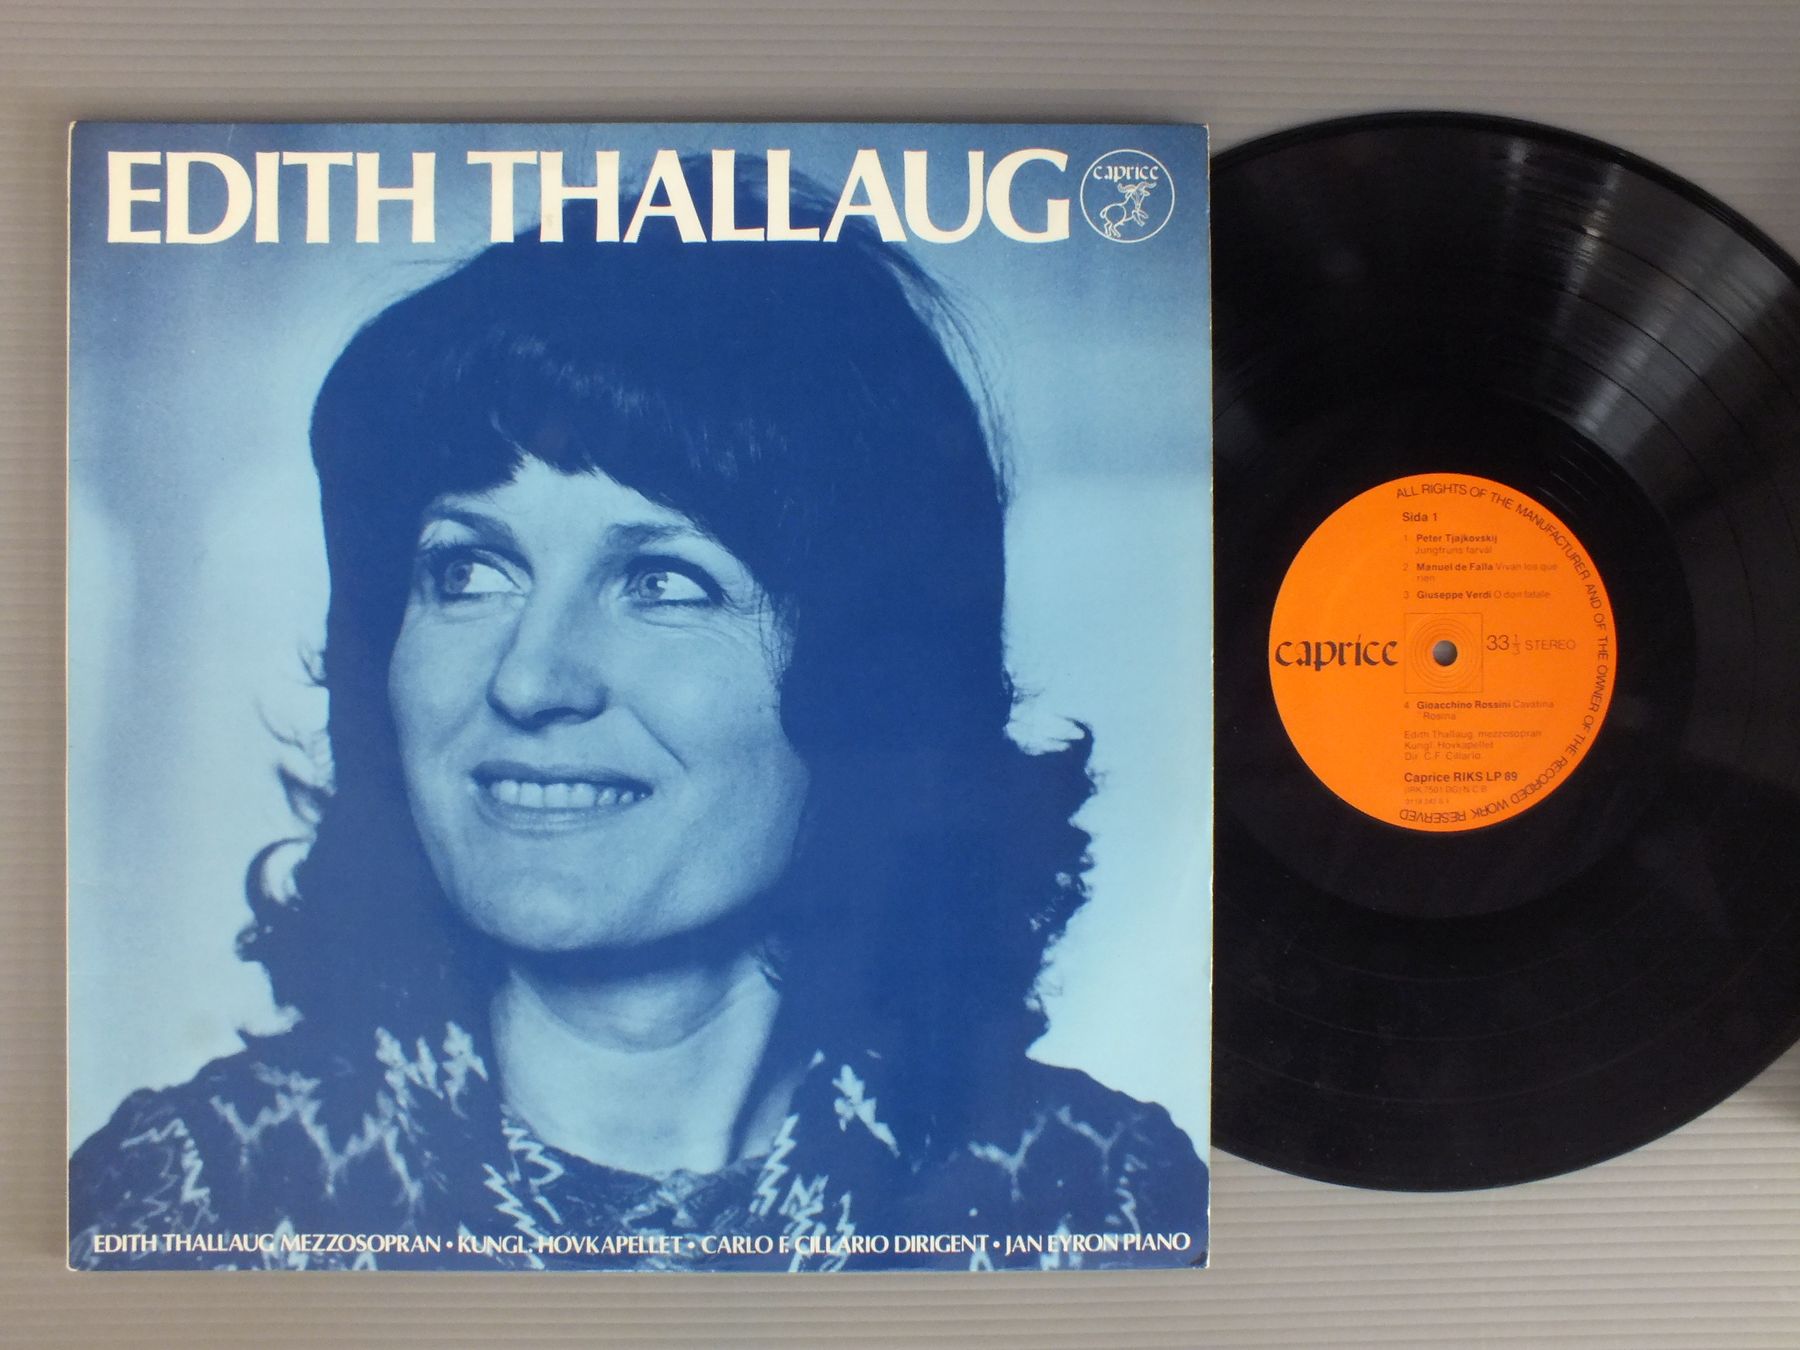 EDITH THALLAUG
caprice
EDITH THALLAUG MEZZOSOPRAN • KUNGL. HOVKAPELLET • CARLO F. CILLARIO DIRIGENT • JAN EYRON PIANO
ALL RIGHTS OF THE MANUFACTURER AND OF THE OWNER OF THE RECORDED WORK RESERVED
Sida 1
1 Peter Tjajkovskij
Jungfruns farväl
2 Manuel de Falla Vivan los que
rien
3 Giuseppe Verdi O don fatale
caprice
33 1/3 STEREO
4 Gioacchino Rossini Cavatina
Rosina
Edith Thallaug, mezzosopran
Kungl. Hovkapellet
Dir. C.F. Cillario
Caprice RIKS LP 89
(IRK 7501 DG) N C B